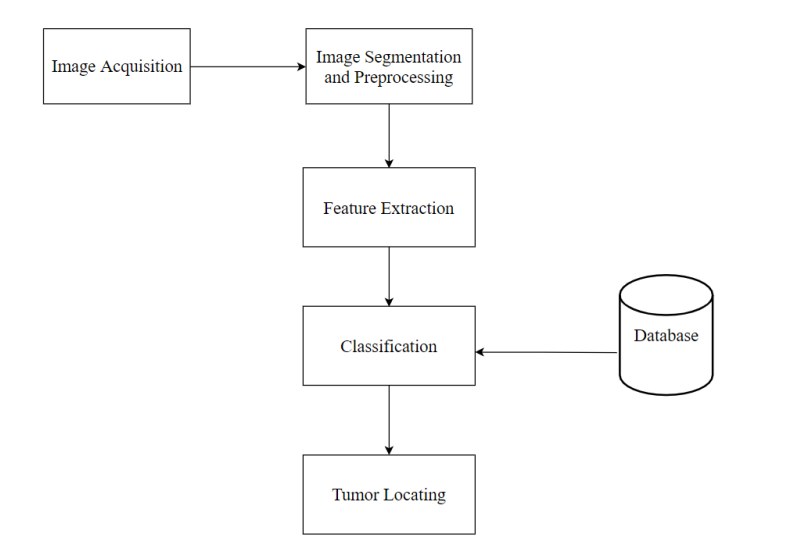 Image Acquisition
Image Segmentation
and Preprocessing
Feature Extraction
Classification
Database
Tumor Locating